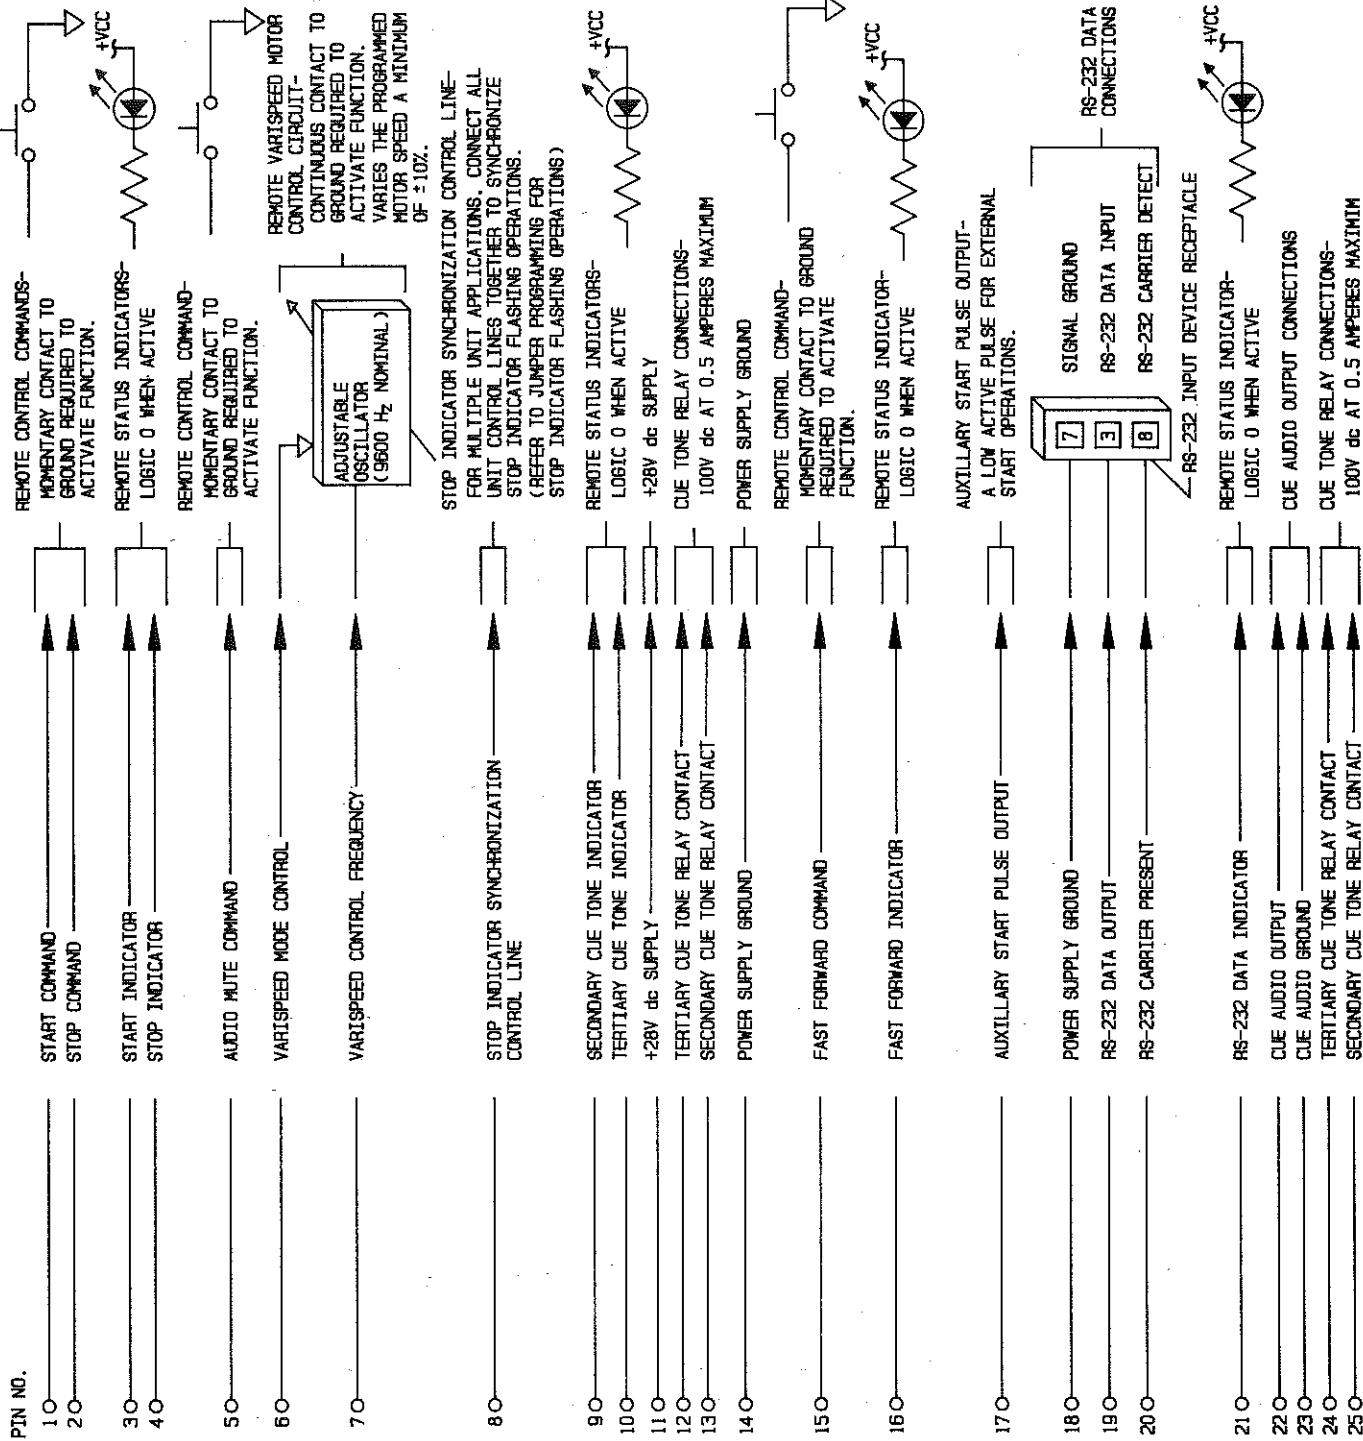 PIN NO.
1
2
3
4
5
6
7
8
9
10
11
12
13
14
15
16
17
18
19
20
21
22
23
24
25
START COMMAND
STOP COMMAND
START INDICATOR
STOP INDICATOR
AUDIO MUTE COMMAND
VARISPEED MODE CONTROL
VARISPEED CONTROL FREQUENCY
STOP INDICATOR SYNCHRONIZATION
CONTROL LINE
SECONDARY CUE TONE INDICATOR
TERTIARY CUE TONE INDICATOR
+28V dc SUPPLY
TERTIARY CUE TONE RELAY CONTACT
SECONDARY CUE TONE RELAY CONTACT
POWER SUPPLY GROUND
FAST FORWARD COMMAND
FAST FORWARD INDICATOR
AUXILLARY START PULSE OUTPUT
POWER SUPPLY GROUND
RS-232 DATA OUTPUT
RS-232 CARRIER PRESENT
RS-232 DATA INDICATOR
CUE AUDIO OUTPUT
CUE AUDIO GROUND
TERTIARY CUE TONE RELAY CONTACT
SECONDARY CUE TONE RELAY CONTACT
REMOTE CONTROL COMMANDS-
MOMENTARY CONTACT TO
GROUND REQUIRED TO
ACTIVATE FUNCTION.
REMOTE STATUS INDICATORS-
LOGIC 0 WHEN ACTIVE
+VCC
REMOTE CONTROL COMMAND-
MOMENTARY CONTACT TO
GROUND REQUIRED TO
ACTIVATE FUNCTION.
ADJUSTABLE
OSCILLATOR
(9600 Hz NOMINAL)
REMOTE VARISPEED MOTOR
CONTROL CIRCUIT-
CONTINUOUS CONTACT TO
GROUND REQUIRED TO
ACTIVATE FUNCTION.
VARIES THE PROGRAMMED
MOTOR SPEED A MINIMUM
OF ±10%.
STOP INDICATOR SYNCHRONIZATION CONTROL LINE-
FOR MULTIPLE UNIT APPLICATIONS, CONNECT ALL
UNIT CONTROL LINES TOGETHER TO SYNCHRONIZE
STOP INDICATOR FLASHING OPERATIONS.
(REFER TO JUMPER PROGRAMMING FOR
STOP INDICATOR FLASHING OPERATIONS)
REMOTE STATUS INDICATORS-
LOGIC 0 WHEN ACTIVE
+VCC
+28V dc SUPPLY
CUE TONE RELAY CONNECTIONS-
100V dc AT 0.5 AMPERES MAXIMUM
POWER SUPPLY GROUND
REMOTE CONTROL COMMAND-
MOMENTARY CONTACT TO GROUND
REQUIRED TO ACTIVATE
FUNCTION.
REMOTE STATUS INDICATOR-
LOGIC 0 WHEN ACTIVE
+VCC
AUXILLARY START PULSE OUTPUT-
A LOW ACTIVE PULSE FOR EXTERNAL
START OPERATIONS.
7
3
8
SIGNAL GROUND
RS-232 DATA INPUT
RS-232 CARRIER DETECT
RS-232 DATA
CONNECTIONS
RS-232 INPUT DEVICE RECEPTACLE
REMOTE STATUS INDICATOR-
LOGIC 0 WHEN ACTIVE
+VCC
CUE AUDIO OUTPUT CONNECTIONS
CUE TONE RELAY CONNECTIONS-
100V dc AT 0.5 AMPERES MAXIMIM